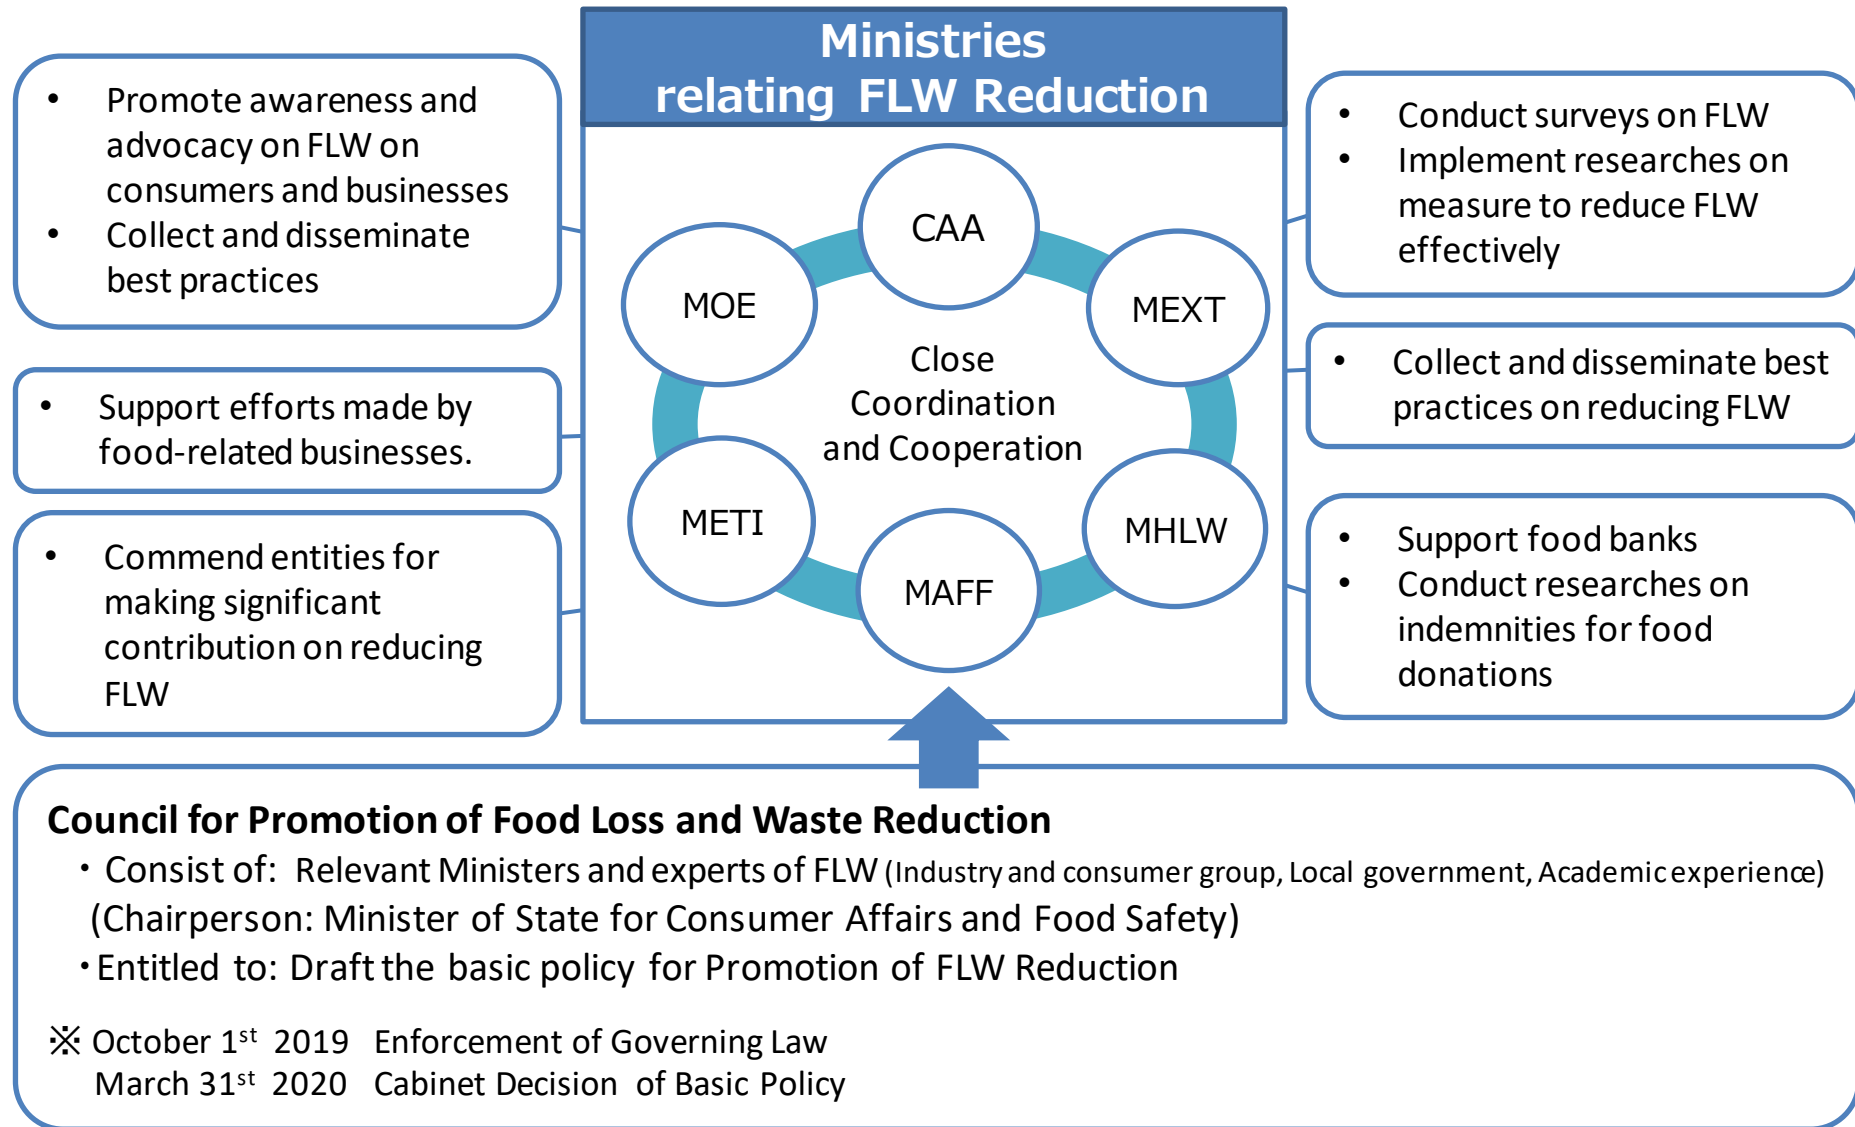 Ministries
relating FLW Reduction
• Promote awareness and
advocacy on FLW on
consumers and businesses
• Collect and disseminate
best practices
• Support efforts made by
food-related businesses.
• Commend entities for
making significant
contribution on reducing
FLW
CAA
MOE
MEXT
Close
Coordination
and Cooperation
METI
MHLW
MAFF
• Conduct surveys on FLW
• Implement researches on
measure to reduce FLW
effectively
• Collect and disseminate best
practices on reducing FLW
• Support food banks
• Conduct researches on
indemnities for food
donations
Council for Promotion of Food Loss and Waste Reduction
・Consist of: Relevant Ministers and experts of FLW (Industry and consumer group, Local government, Academic experience)
(Chairperson: Minister of State for Consumer Affairs and Food Safety)
・Entitled to: Draft the basic policy for Promotion of FLW Reduction
※ October 1st 2019 Enforcement of Governing Law
March 31st 2020 Cabinet Decision of Basic Policy